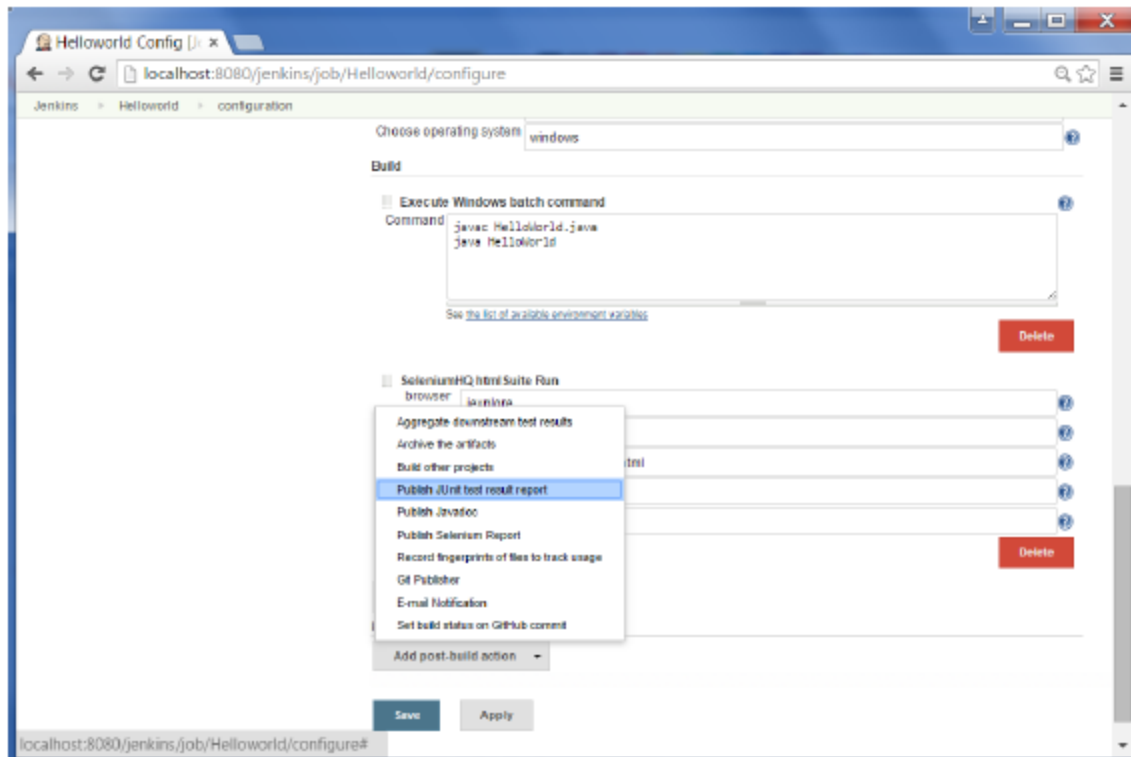 Helloworld Config [J
localhost:8080/jenkins/job/Helloworld/configure
Jenkins Helloworld configuration
Choose operating system windows
Build
Execute Windows batch command
Command
javac HelloWorld.java
java HelloWorld
See the list of available environment variables
Delete
SeleniumHQ htmlSuite Run
browser iexplore
Aggregate downstream test results
Archive the artifacts
Build other projects
tml
Publish JUnit test result report
Publish Javadoc
Publish Selenium Report
Record fingerprints of files to track usage
Delete
Git Publisher
E-mail Notification
Set build status on GitHub commit
Add post-build action
Save Apply
localhost:8080/jenkins/job/Helloworld/configure#